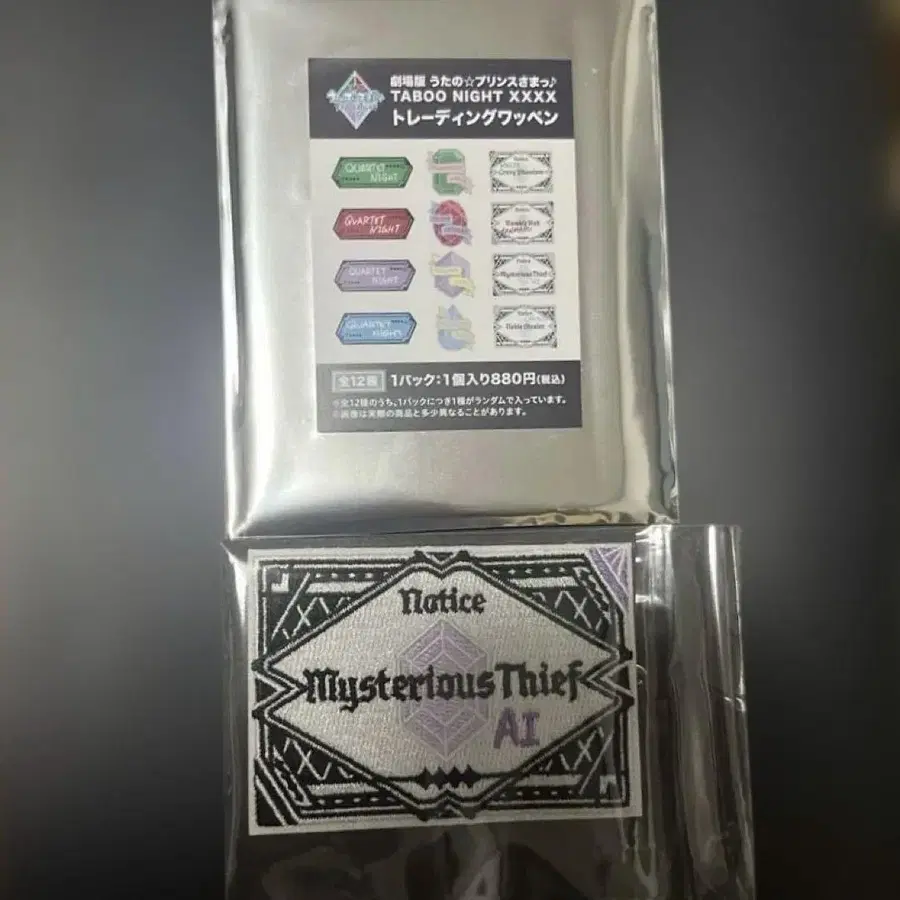 劇場版 うたの☆プリンスさまっ♪
TABOO NIGHT XXXX
トレーディングワッペン
QUARTET NIGHT
Notice
QUARTET NIGHT
Notice
QUARTET NIGHT
Notice
Mysterious Thief
QUARTET NIGHT
Notice
全12種 1パック:1個入り880円(税込)
※全12種のうち、1パックにつき1種がランダムで入っています。
※画像は実際の商品と多少異なることがあります。
Notice
Mysterious Thief
AI